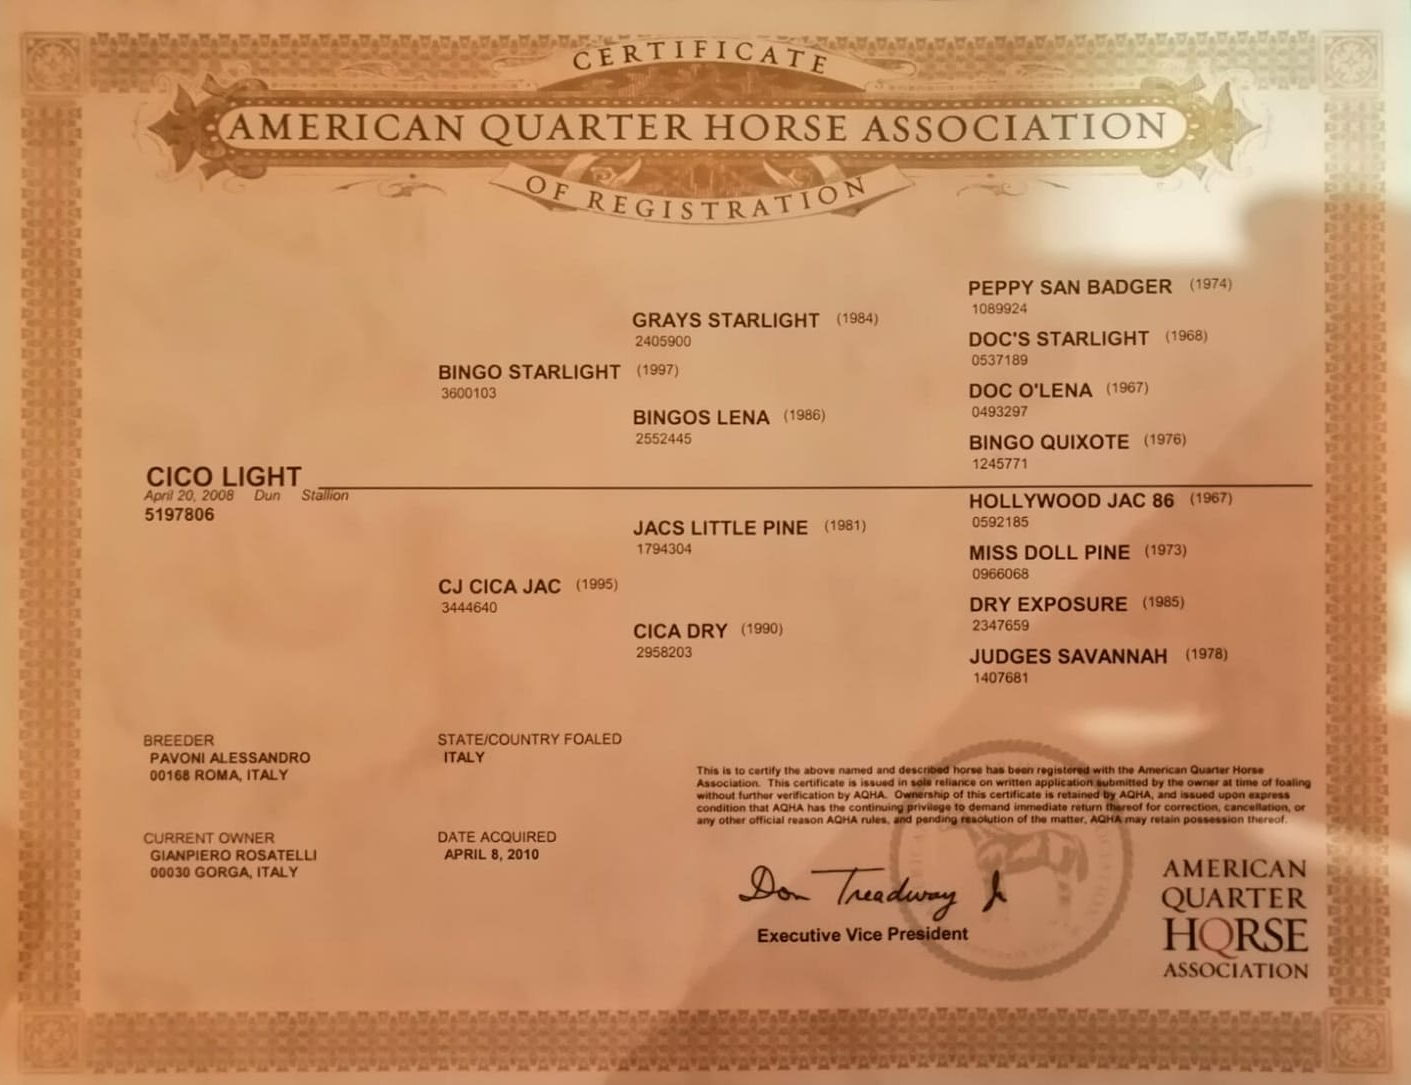 CERTIFICATE
AMERICAN QUARTER HORSE ASSOCIATION
OF REGISTRATION
PEPPY SAN BADGER (1974)
1089924
GRAYS STARLIGHT (1984)
2405900
DOC'S STARLIGHT (1968)
0537189
BINGO STARLIGHT (1997)
3600103
DOC O'LENA (1967)
0493297
BINGOS LENA (1986)
2552445
BINGO QUIXOTE (1976)
1245771
CICO LIGHT
April 20, 2008 Dun Stallion
5197806
HOLLYWOOD JAC 86 (1967)
0592185
JACS LITTLE PINE (1981)
1794304
MISS DOLL PINE (1973)
0966068
CJ CICA JAC (1995)
3444640
DRY EXPOSURE (1985)
2347659
CICA DRY (1990)
2958203
JUDGES SAVANNAH (1978)
1407681
BREEDER
PAVONI ALESSANDRO
00168 ROMA, ITALY
STATE/COUNTRY FOALED
ITALY
CURRENT OWNER
GIANPIERO ROSATELLI
00030 GORGA, ITALY
DATE ACQUIRED
APRIL 8, 2010
This is to certify the above named and described horse has been registered with the American Quarter Horse
Association. This certificate is issued in sole reliance on written application submitted by the owner at time of foaling
without further verification by AQHA. Ownership of this certificate is retained by AQHA, and issued upon express
condition that AQHA has the continuing privilege to demand immediate return thereof for correction, cancellation, or
any other official reason AQHA rules, and pending resolution of the matter, AQHA may retain possession thereof.
Don Treadway Jr
Executive Vice President
AMERICAN
QUARTER
HORSE
ASSOCIATION